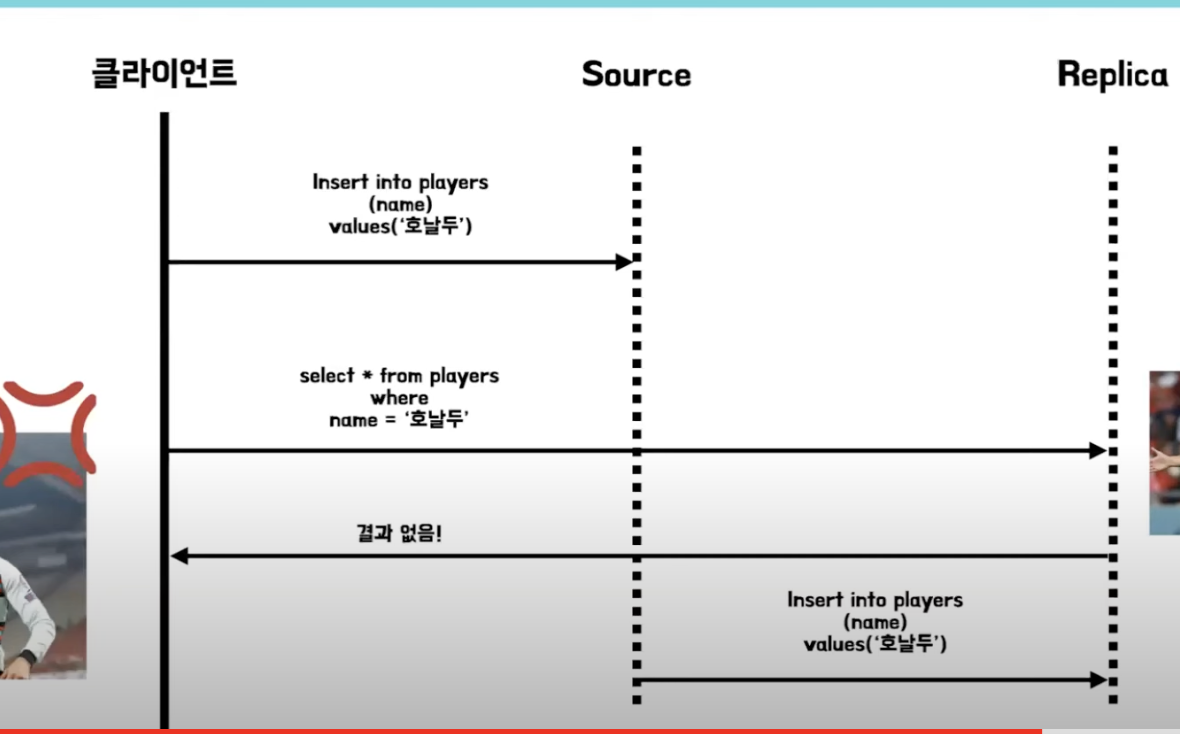 클라이언트
Source
Replica
Insert into players
(name)
values(‘호날두’)
select * from players
where
name = ‘호날두’
결과 없음!
Insert into players
(name)
values(‘호날두’)